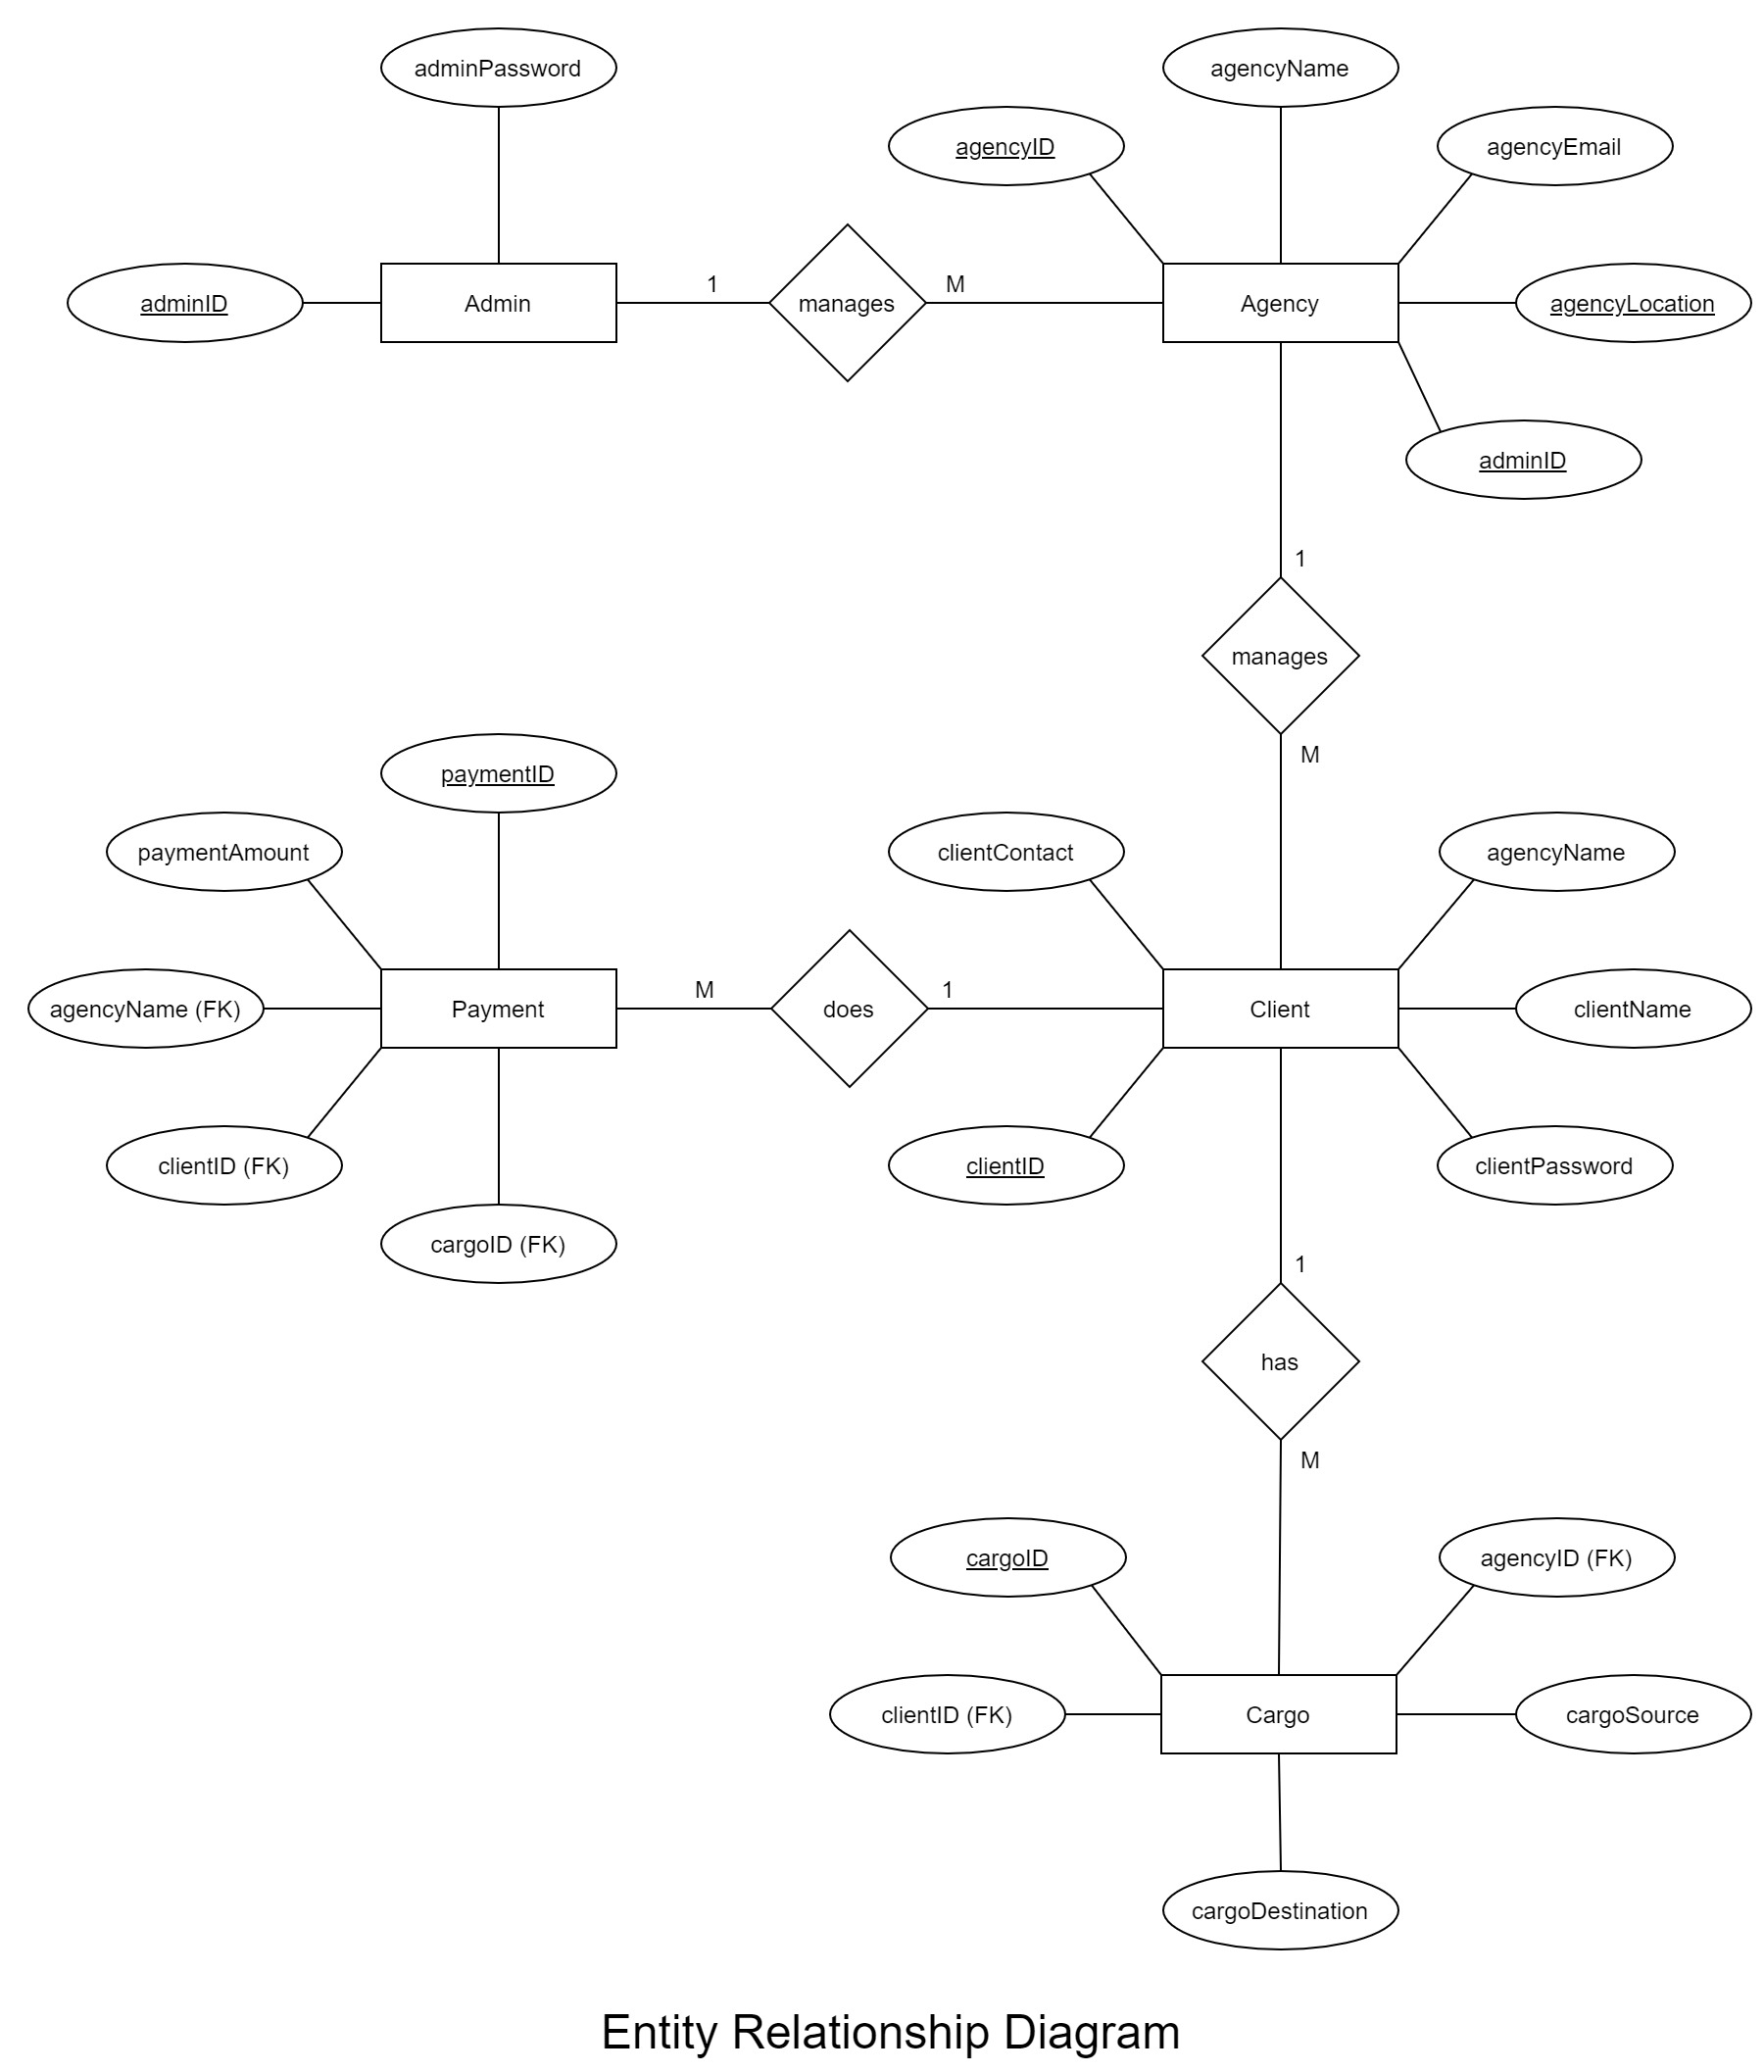 adminPassword
agencyName
agencyID
agencyEmail
adminID
Admin
1
manages
M
Agency
agencyLocation
adminID
1
manages
M
paymentID
paymentAmount
clientContact
agencyName
agencyName (FK)
Payment
M
does
1
Client
clientName
clientID (FK)
clientID
clientPassword
cargoID (FK)
1
has
M
cargoID
agencyID (FK)
clientID (FK)
Cargo
cargoSource
cargoDestination
Entity Relationship Diagram